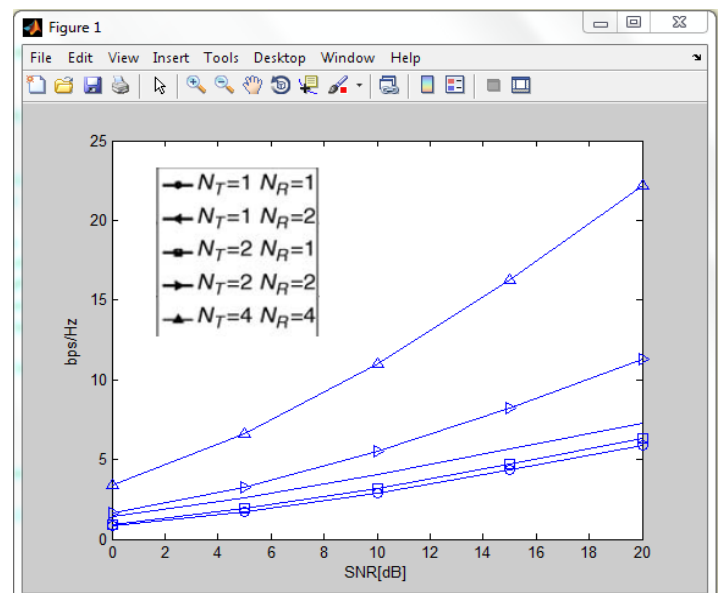 Figure 1
File Edit View Insert Tools Desktop Window Help
25
20
15
10
5
0
bps/Hz
N_T=1 N_R=1
N_T=1 N_R=2
N_T=2 N_R=1
N_T=2 N_R=2
N_T=4 N_R=4
0 2 4 6 8 10 12 14 16 18 20
SNR[dB]